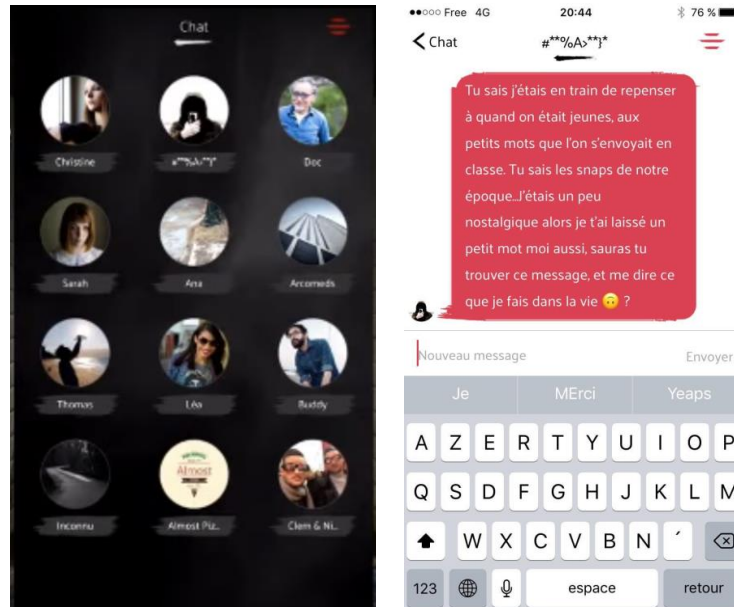 Chat
Christine
#**%A>**}*
Doc
Sarah
Ana
Arcomeds
Thomas
Léa
Buddy
Almost
Inconnu
Almost Piz...
Clem & Ni...
Free 4G
20:44
76 %
Chat
#**%A>**}*
Tu sais j'étais en train de repenser
à quand on était jeunes, aux
petits mots que l'on s'envoyait en
classe. Tu sais les snaps de notre
époque...J'étais un peu
nostalgique alors je t'ai laissé un
petit mot moi aussi, sauras tu
trouver ce message, et me dire ce
que je fais dans la vie 🙃 ?
Nouveau message
Envoyer
Je
MErci
Yeaps
A Z E R T Y U I O P
Q S D F G H J K L M
W X C V B N ´
123
espace
retour